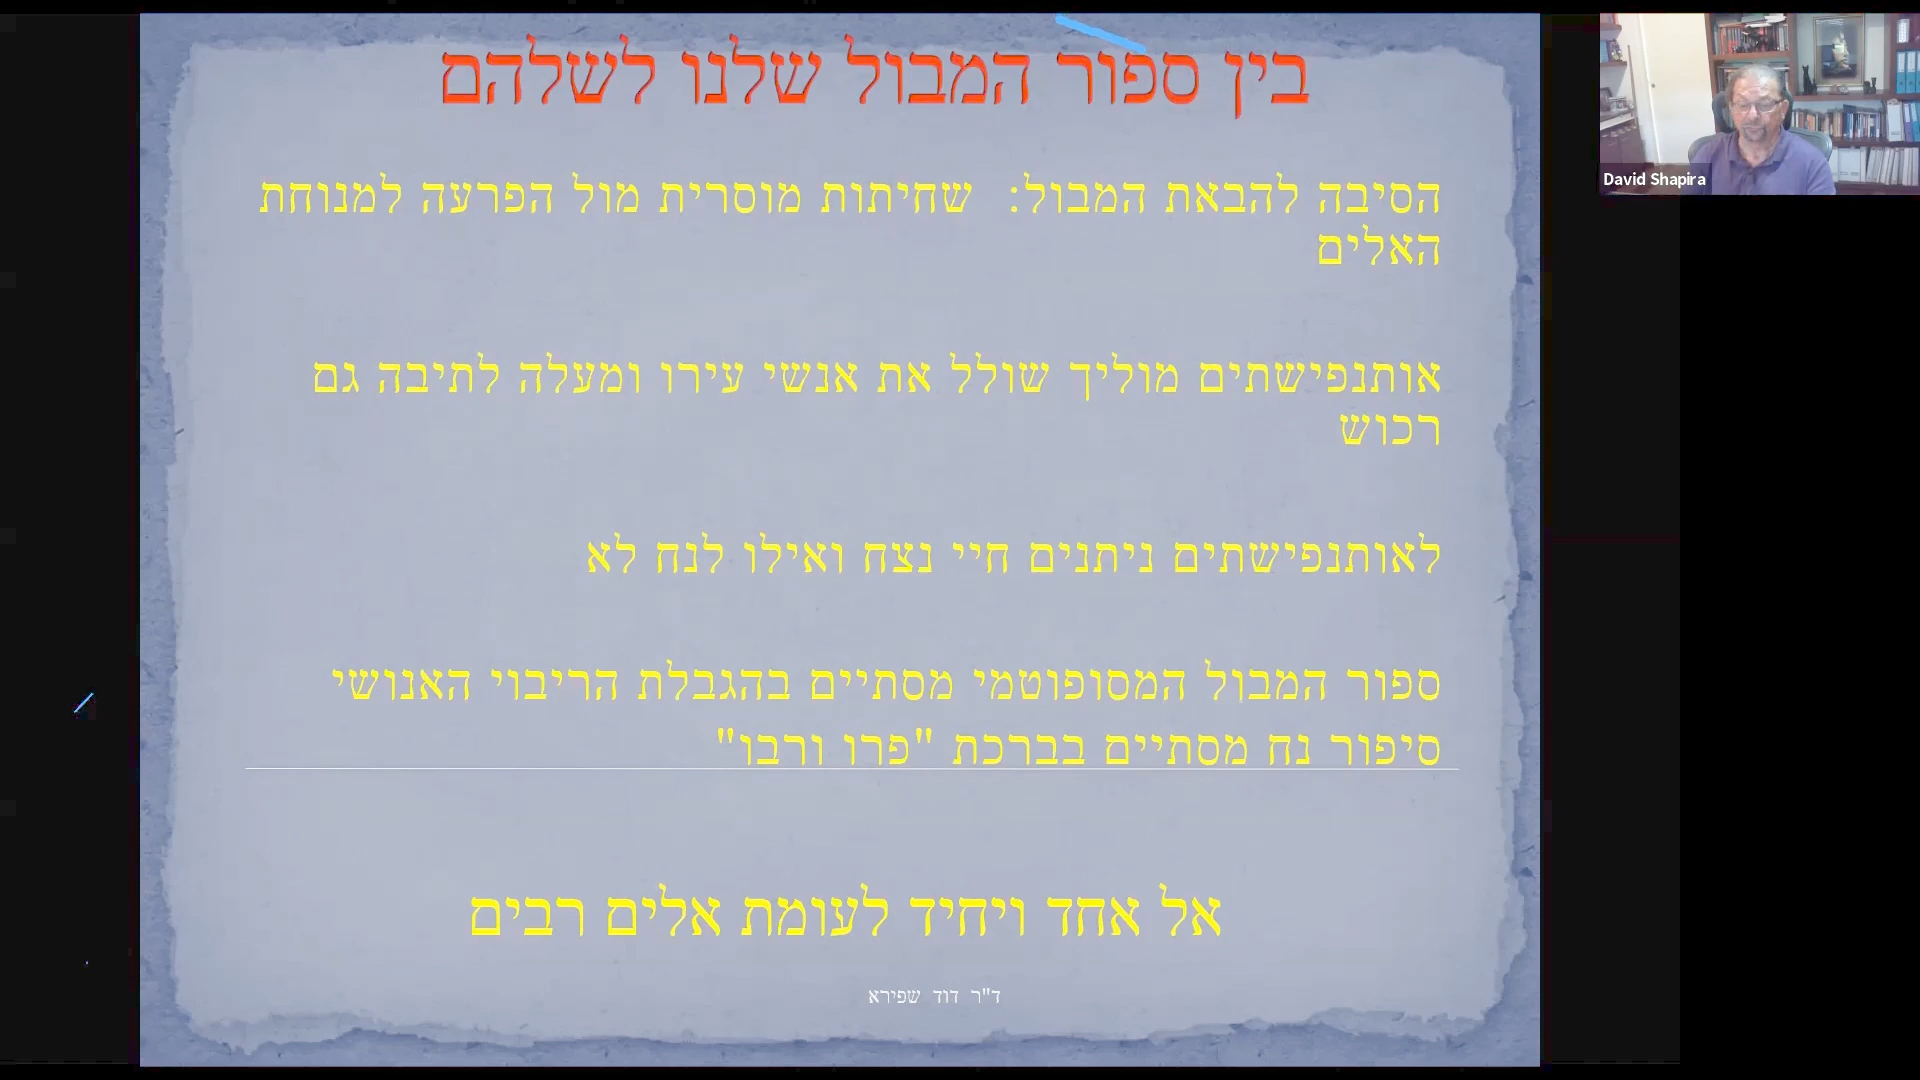 בין ספור המבול שלנו לשלהם
הסיבה להבאת המבול: שחיתות מוסרית מול הפרעה למנוחת
האלים
אותנפישתים מוליך שולל את אנשי עירו ומעלה לתיבה גם
רכוש
לאותנפישתים ניתנים חיי נצח ואילו לנח לא
ספור המבול המסופוטמי מסתיים בהגבלת הריבוי האנושי
סיפור נח מסתיים בברכת "פרו ורבו"
אל אחד ויחיד לעומת אלים רבים
ד"ר דוד שפירא
David Shapira